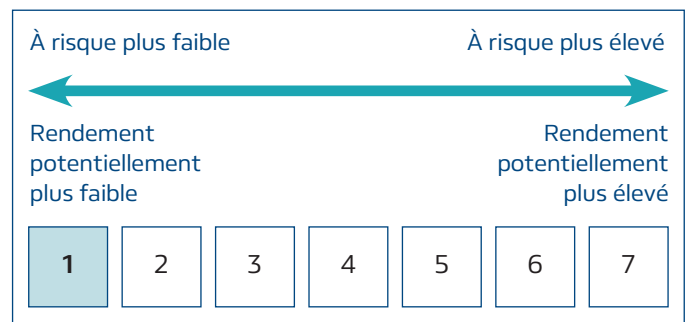 À risque plus faible À risque plus élevé
Rendement
potentiellement
plus faible
Rendement
potentiellement
plus élevé
1 2 3 4 5 6 7